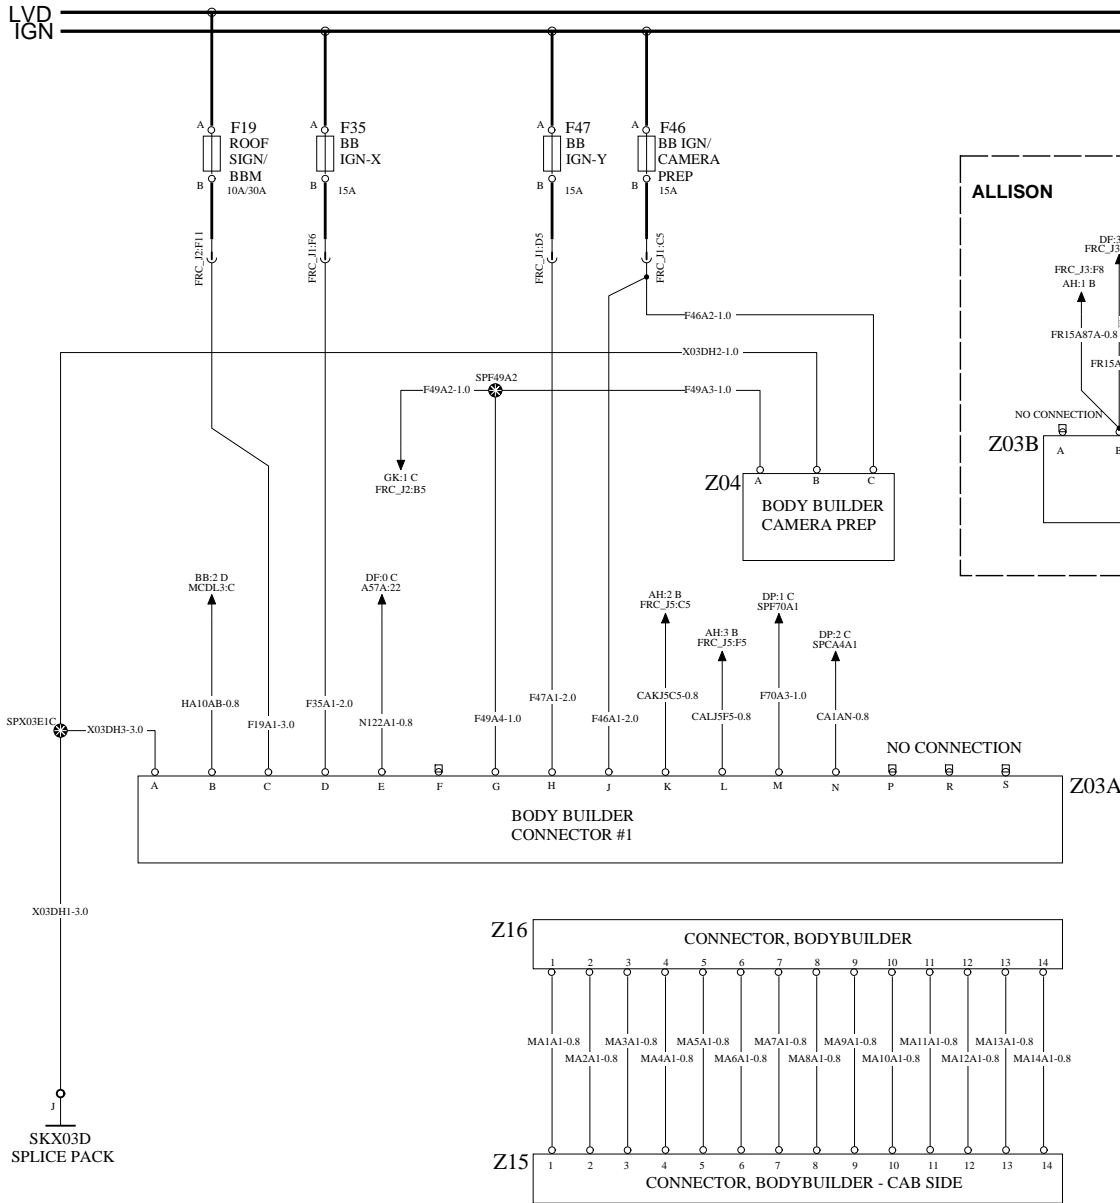 LVD
IGN
A
F19
ROOF
SIGN/
BBM
B
10A/30A
A
F35
BB
IGN-X
B
15A
A
F47
BB
IGN-Y
B
15A
A
F46
BB IGN/
CAMERA
PREP
B
15A
FRC_J2:F11
FRC_J1:F6
FRC_J1:D5
FRC_J1:C5
ALLISON
DF:3
FRC_J3
FRC_J3:F8
AH:1 B
FR15A87A-0.8
FR15A
NO CONNECTION
Z03B
A
F46A2-1.0
X03DH2-1.0
SPF49A2
F49A2-1.0
F49A3-1.0
GK:1 C
FRC_J2:B5
Z04
A B C
BODY BUILDER
CAMERA PREP
BB:2 D
MCDL3:C
DF:0 C
A57A:22
AH:2 B
FRC_J5:C5
AH:3 B
FRC_J5:F5
DP:1 C
SPF70A1
DP:2 C
SPCA4A1
SPX03E1C
X03DH3-3.0
HA10AB-0.8
F19A1-3.0
F35A1-2.0
N122A1-0.8
F49A4-1.0
F47A1-2.0
F46A1-2.0
CAKJ5C5-0.8
CALJ5F5-0.8
F70A3-1.0
CA1AN-0.8
NO CONNECTION
A B C D E F G H J K L M N P R S
Z03A
BODY BUILDER
CONNECTOR #1
X03DH1-3.0
Z16
CONNECTOR, BODYBUILDER
1 2 3 4 5 6 7 8 9 10 11 12 13 14
MA1A1-0.8 MA3A1-0.8 MA5A1-0.8 MA7A1-0.8 MA9A1-0.8 MA11A1-0.8 MA13A1-0.8
MA2A1-0.8 MA4A1-0.8 MA6A1-0.8 MA8A1-0.8 MA10A1-0.8 MA12A1-0.8 MA14A1-0.8
J
SKX03D
SPLICE PACK
Z15
1 2 3 4 5 6 7 8 9 10 11 12 13 14
CONNECTOR, BODYBUILDER - CAB SIDE